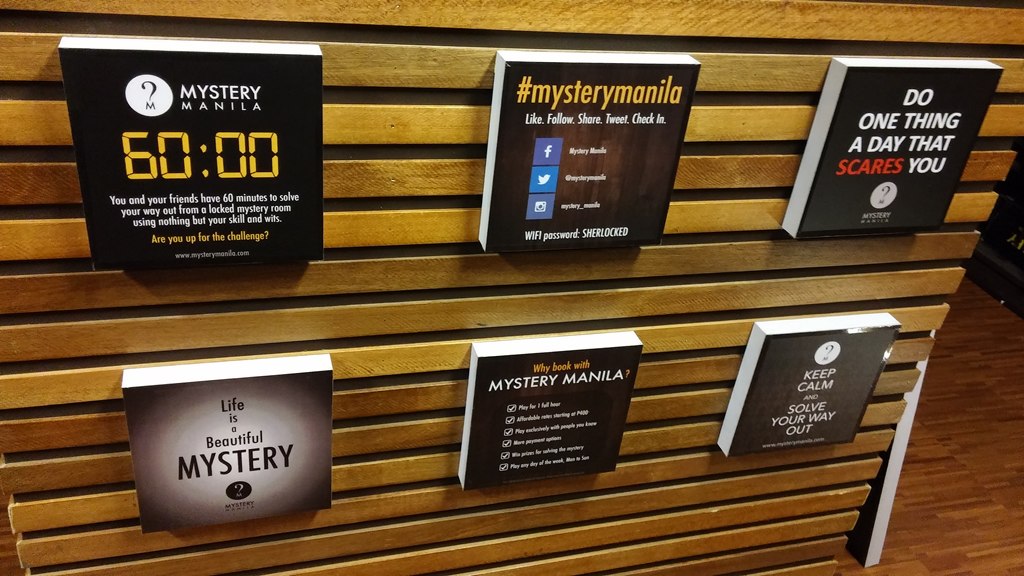 ?
M
MYSTERY
MANILA
60:00
You and your friends have 60 minutes to solve
your way out from a locked mystery room
using nothing but your skill and wits.
Are you up for the challenge?
www.mysterymanila.com
#mysterymanila
Like. Follow. Share. Tweet. Check In.
f
Mystery Manila
@mysterymanila
mystery_manila
WIFI password: SHERLOCKED
DO
ONE THING
A DAY THAT
SCARES YOU
?
M
MYSTERY
MANILA
Life
is
a
Beautiful
MYSTERY
?
M
MYSTERY
MANILA
Why book with
MYSTERY MANILA?
Play for 1 full hour
Affordable rates starting at P400
Play exclusively with people you know
More payment options
Win prizes for solving the mystery
Play any day of the week, Mon to Sun
?
M
KEEP
CALM
AND
SOLVE
YOUR WAY
OUT
www.mysterymanila.com